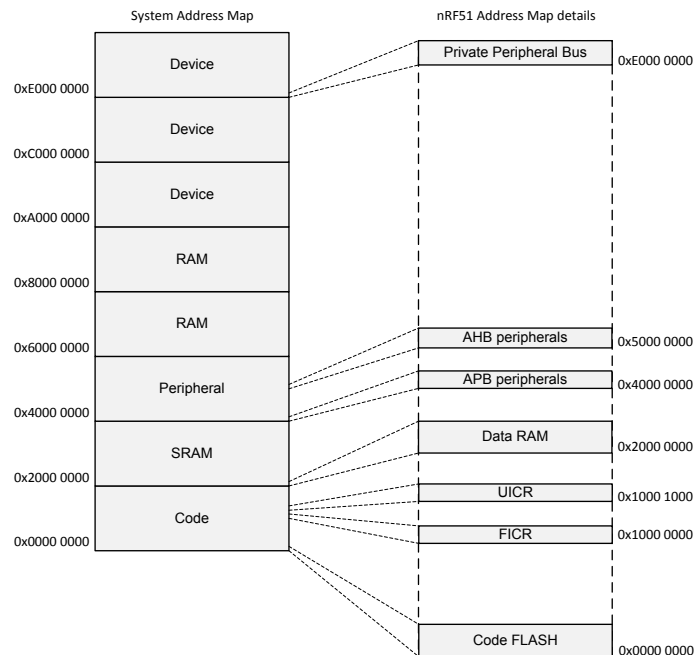 System Address Map
nRF51 Address Map details
Device
0xE000 0000
Device
0xC000 0000
Device
0xA000 0000
RAM
0x8000 0000
RAM
0x6000 0000
Peripheral
0x4000 0000
SRAM
0x2000 0000
Code
0x0000 0000
Private Peripheral Bus
0xE000 0000
AHB peripherals
0x5000 0000
APB peripherals
0x4000 0000
Data RAM
0x2000 0000
UICR
0x1000 1000
FICR
0x1000 0000
Code FLASH
0x0000 0000